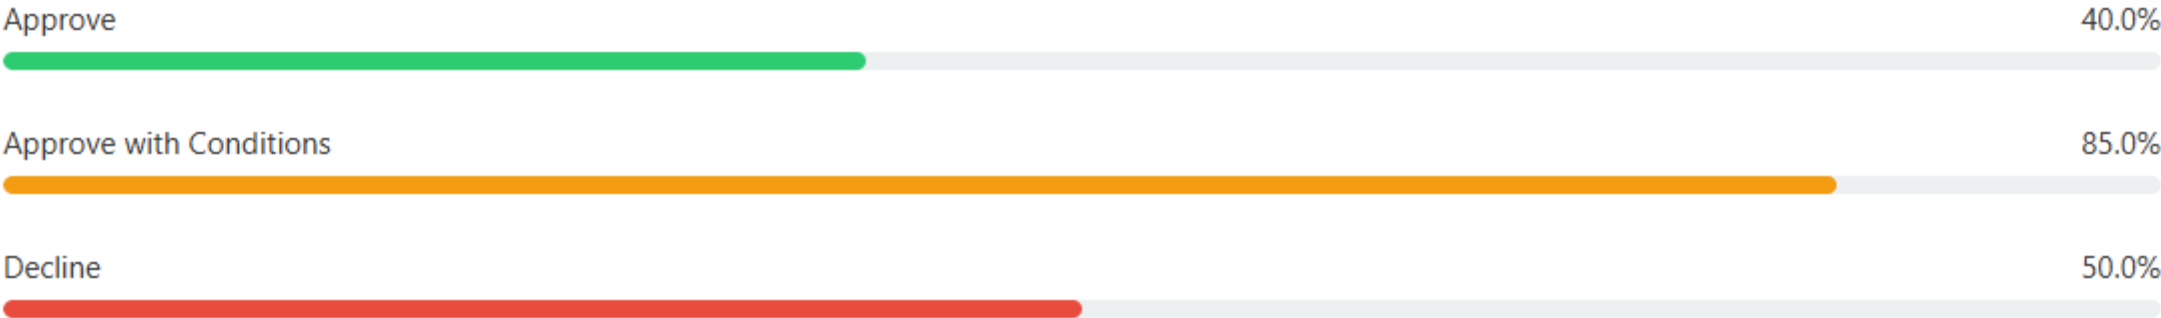 Approve 40.0%
Approve with Conditions 85.0%
Decline 50.0%